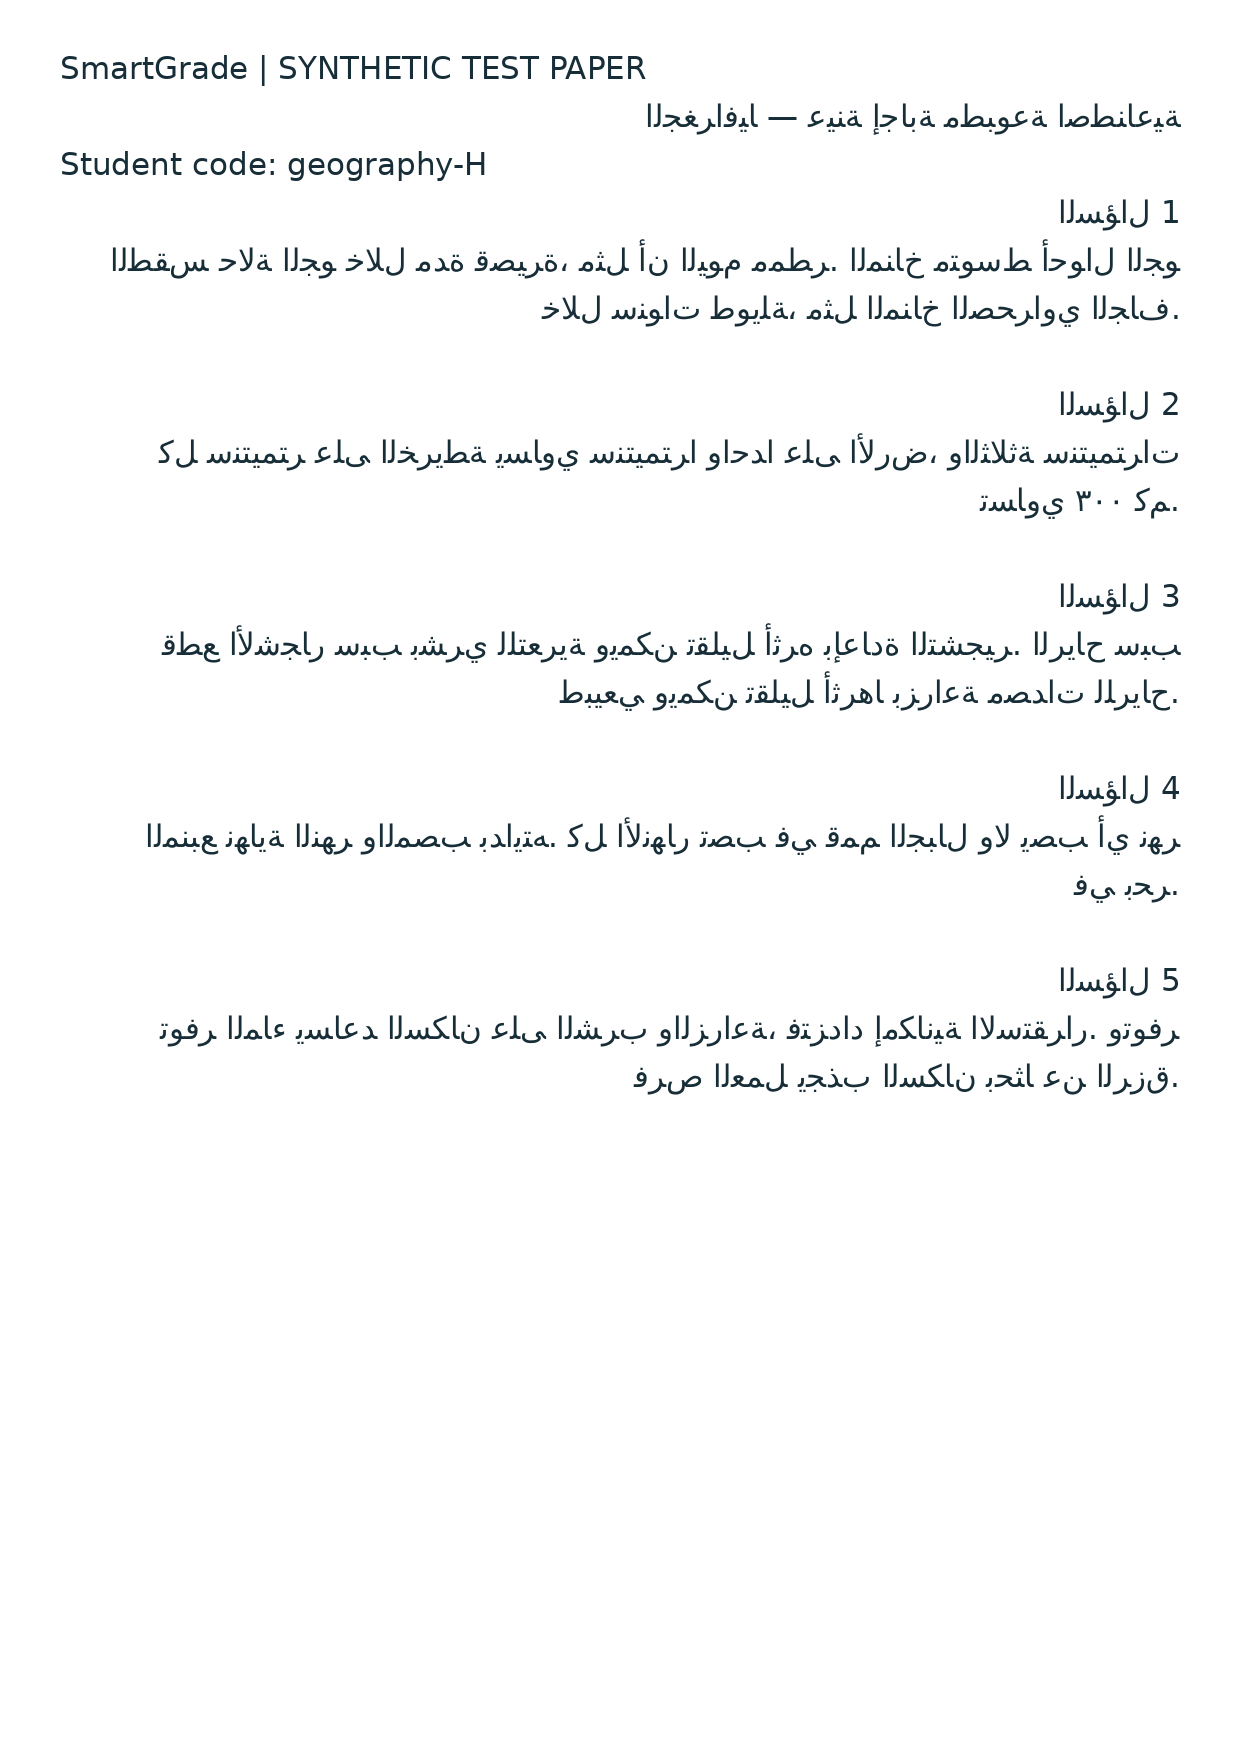 SmartGrade | SYNTHETIC TEST PAPER
الجغرافيا — عينة إجابة مطبوعة اصطناعية
Student code: geography-H
السؤال 1
الطقس حالة الجو خلال مدة قصيرة، مثل أن اليوم ممطر. المناخ متوسط أحوال الجو
خلال سنوات طويلة، مثل المناخ الصحراوي الجاف.
السؤال 2
كل سنتيمتر على الخريطة يساوي سنتيمترا واحدا على الأرض، والثلاثة سنتيمترات
تساوي ٣٠٠ كم.
السؤال 3
قطع الأشجار سبب بشري للتعرية ويمكن تقليل أثره بإعادة التشجير. الرياح سبب
طبيعي ويمكن تقليل أثرها بزراعة مصدات للرياح.
السؤال 4
المنبع نهاية النهر والمصب بدايته. كل الأنهار تصب في قمم الجبال ولا يصب أي نهر
في بحر.
السؤال 5
توفر الماء يساعد السكان على الشرب والزراعة، فتزداد إمكانية الاستقرار. وتوفر
فرص العمل يجذب السكان بحثا عن الرزق.